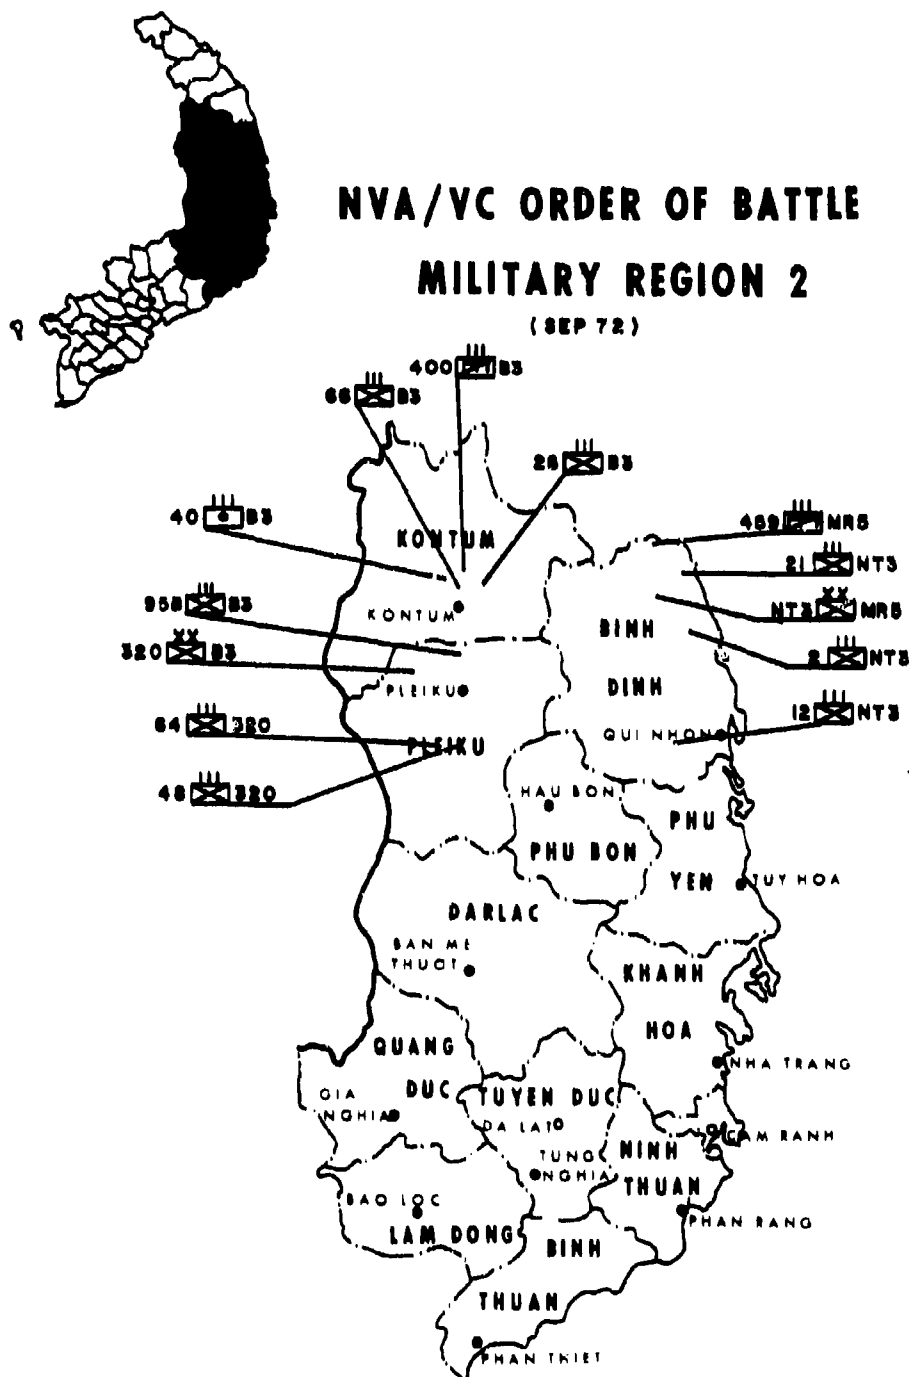 NVA/VC ORDER OF BATTLE
MILITARY REGION 2
(SEP 72)
400 B3
66 B3
28 B3
40 B3
KONTUM
469 MR5
21 NT3
95B B3
KONTUM
NT3 MR5
BINH
320 B3
2 NT3
PLEIKU
DINH
64 320
12 NT3
QUI NHON
PLEIKU
48 320
HAU BON
PHU
PHU BON
YEN
TUY HOA
DARLAC
BAN ME
THUOT
KHANH
HOA
QUANG
NHA TRANG
DUC
TUYEN DUC
GIA
NGHIA
DA LAT
CAM RANH
NINH
TUNG
NGHIA
THUAN
BAO LOC
PHAN RANG
LAM DONG
BINH
THUAN
PHAN THIET